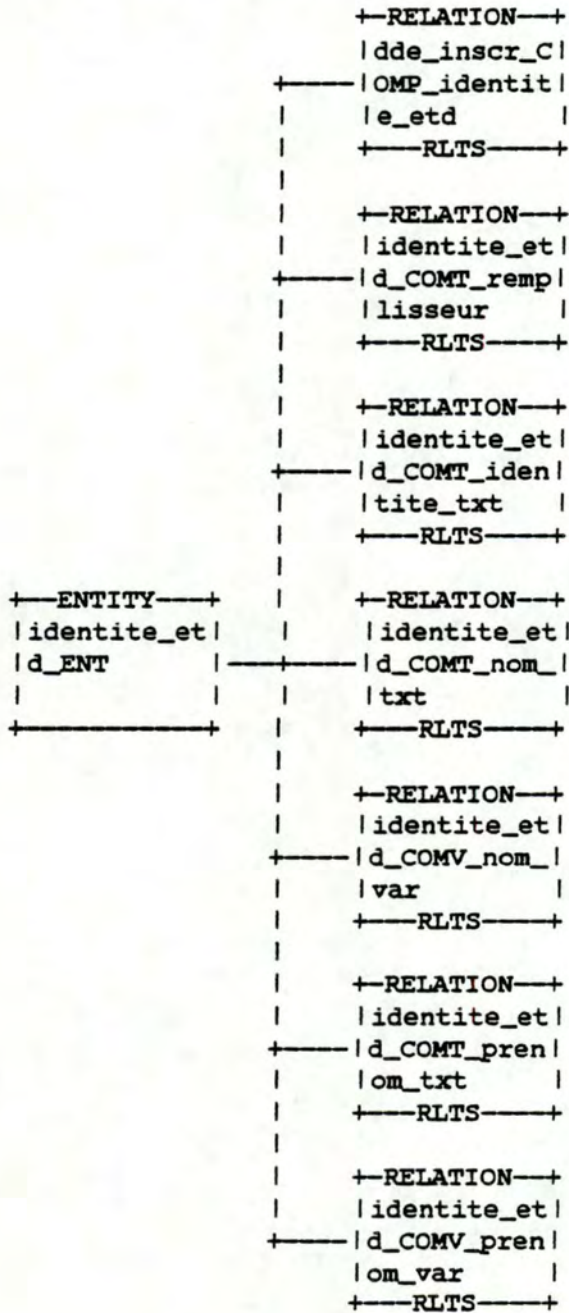 +—RELATION—+
|dde_inscr_C|
|OMP_identit|
|e_etd |
+——RLTS——+
+—RELATION—+
|identite_et|
|d_COMT_remp|
|lisseur |
+——RLTS——+
+—RELATION—+
|identite_et|
|d_COMT_iden|
|tite_txt |
+——RLTS——+
+——ENTITY——+
|identite_et|
|d_ENT |
+—RELATION—+
|identite_et|
|d_COMT_nom_|
|txt |
+——RLTS——+
+—RELATION—+
|identite_et|
|d_COMV_nom_|
|var |
+——RLTS——+
+—RELATION—+
|identite_et|
|d_COMT_pren|
|om_txt |
+——RLTS——+
+—RELATION—+
|identite_et|
|d_COMV_pren|
|om_var |
+——RLTS——+